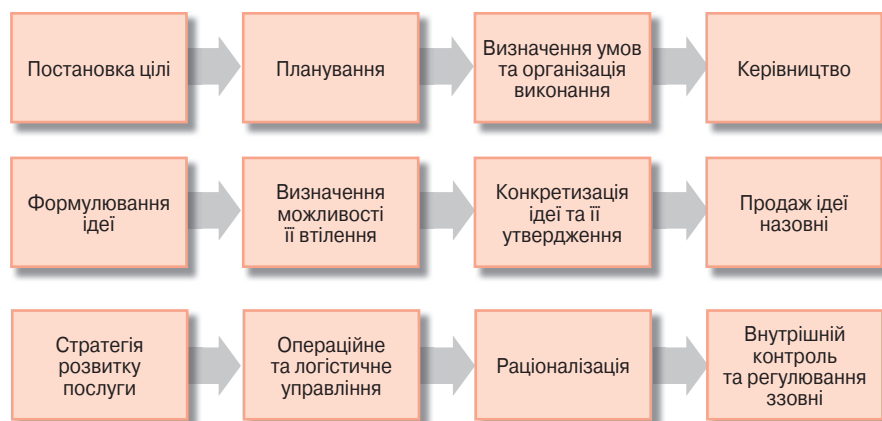 Постановка цілі
Планування
Визначення умов
та організація
виконання
Керівництво
Формулювання
ідеї
Визначення
можливості
її втілення
Конкретизація
ідеї та її
утвердження
Продаж ідеї
назовні
Стратегія
розвитку
послуги
Операційне
та логістичне
управління
Раціоналізація
Внутрішній
контроль
та регулювання
ззовні